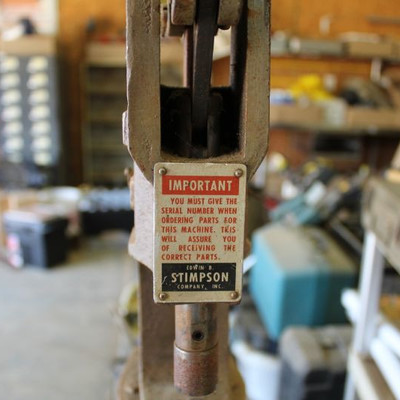 IMPORTANT
YOU MUST GIVE THE
SERIAL NUMBER WHEN
ORDERING PARTS FOR
THIS MACHINE. THIS
WILL ASSURE YOU
OF RECEIVING THE
CORRECT PARTS.
EDWIN B.
STIMPSON
COMPANY, INC.